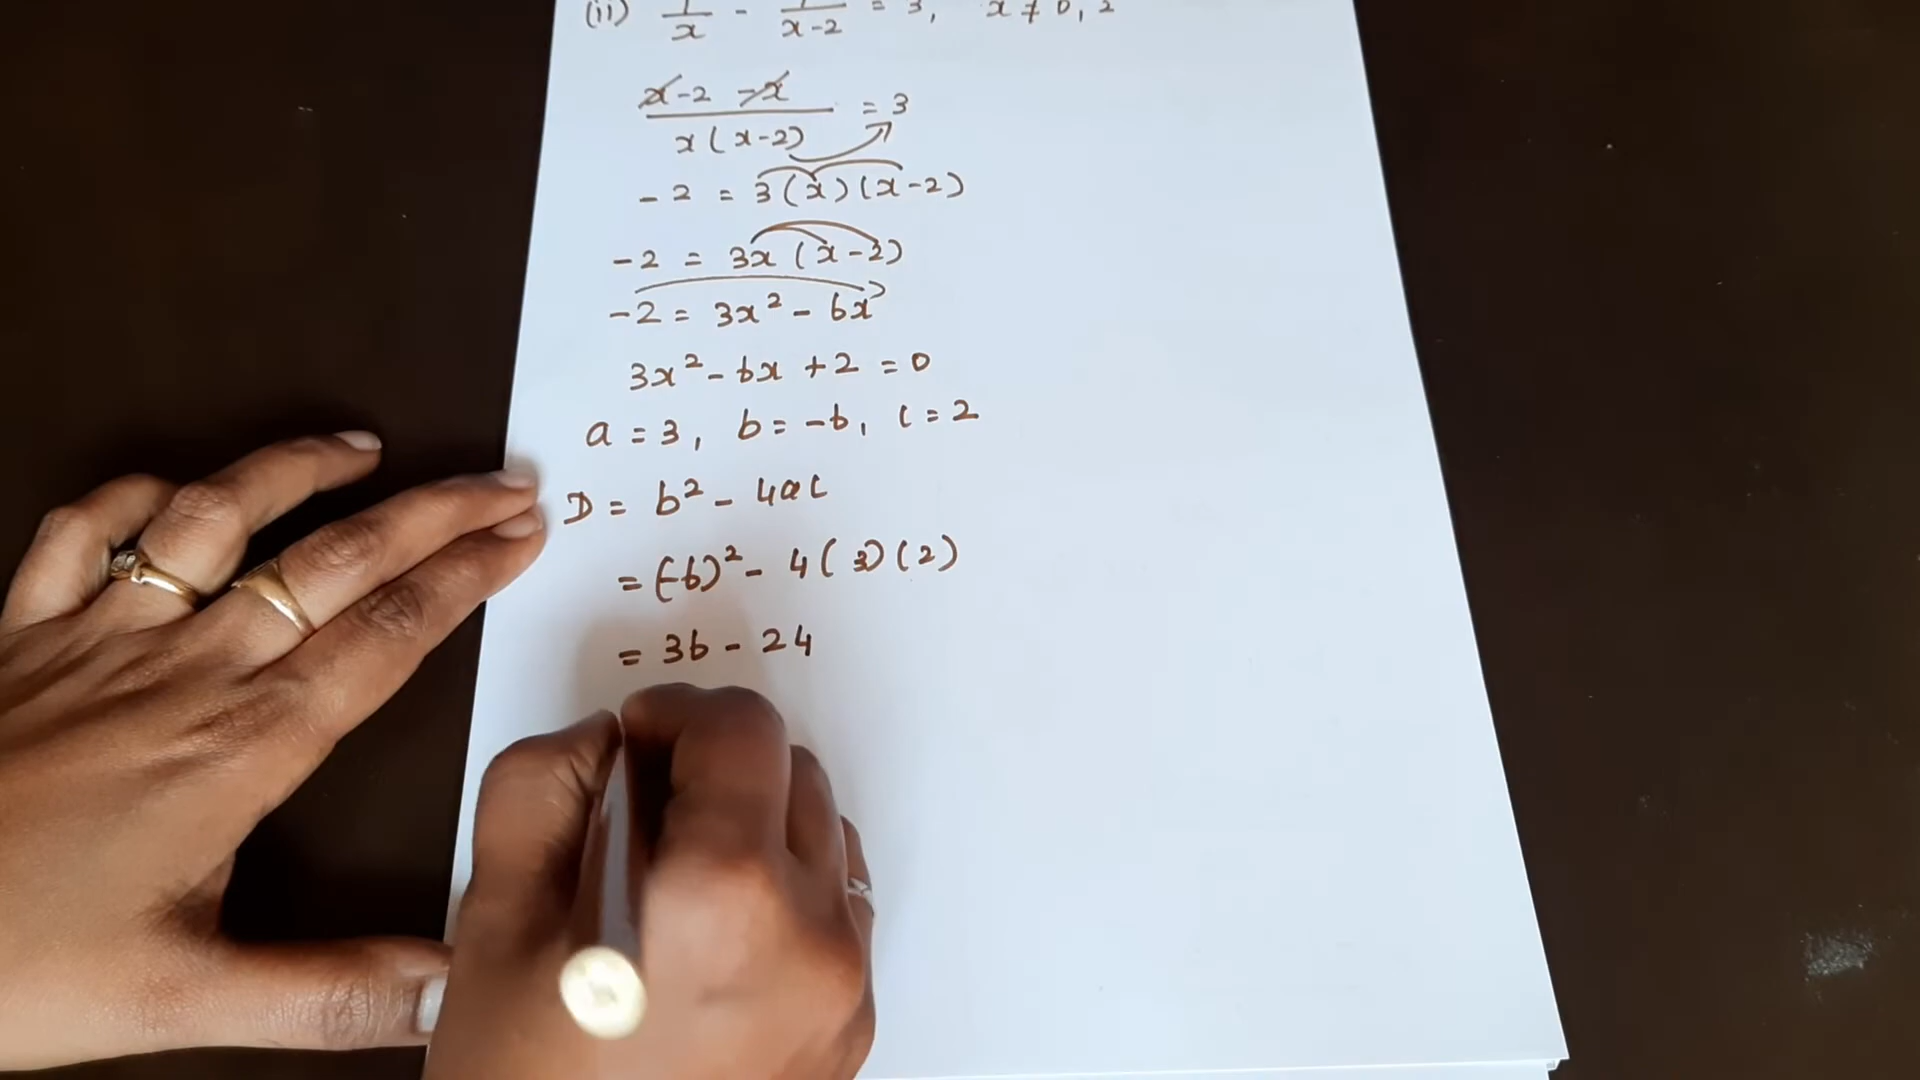 (ii) 1/x - 1/x-2 = 3, x ≠ 0, 2
x-2 -x / x(x-2) = 3
-2 = 3(x)(x-2)
-2 = 3x(x-2)
-2 = 3x² - 6x
3x² - 6x + 2 = 0
a = 3, b = -6, c = 2
D = b² - 4ac
= (-6)² - 4(3)(2)
= 36 - 24